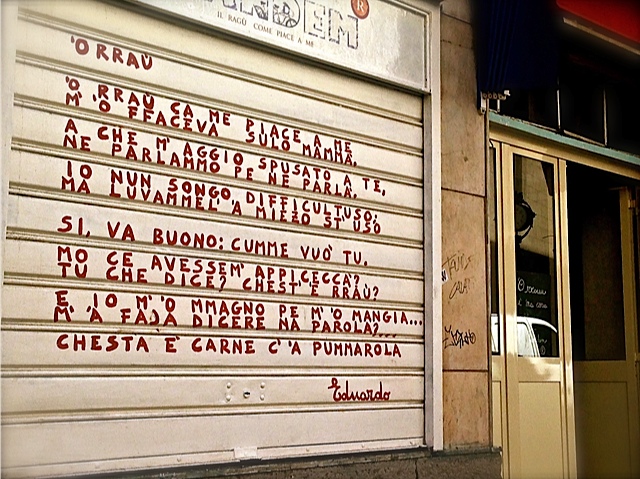 ANDEM
R
IL RAGÙ COME PIACE A ME
'O RRAÙ
'O RRAÙ CA ME PIACE A ME
M' 'O FFACEVA SULO MAMMÀ.
A CHE M' AGGIO SPUSATO A TE,
NE PARLAMMO PE NE PARLÀ.
IO NUN SONGO DIFFICULTUSO;
MA LUVAMMEL' A MIEZO ST' USO
SÌ, VA BUONO: CUMME VUÒ TU.
MO CE AVESSEM' APPICECCÀ?
TU CHE DICE? CHEST' È RRAÙ?
E IO M' 'O MMAGNO PE M' 'O MANGIÀ...
M' 'A FAJA DICERE NA PAROLA?...
CHESTA È CARNE C' 'A PUMMAROLA
Eduardo